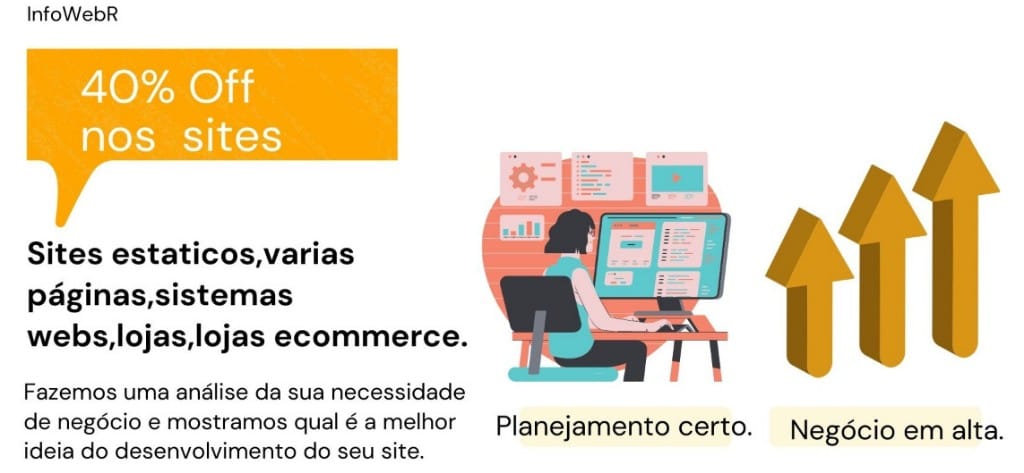 InfoWebR
40% Off
nos sites
Sites estaticos,varias
páginas,sistemas
webs,lojas,lojas ecommerce.
Fazemos uma análise da sua necessidade
de negócio e mostramos qual é a melhor
ideia do desenvolvimento do seu site.
Planejamento certo.
Negócio em alta.